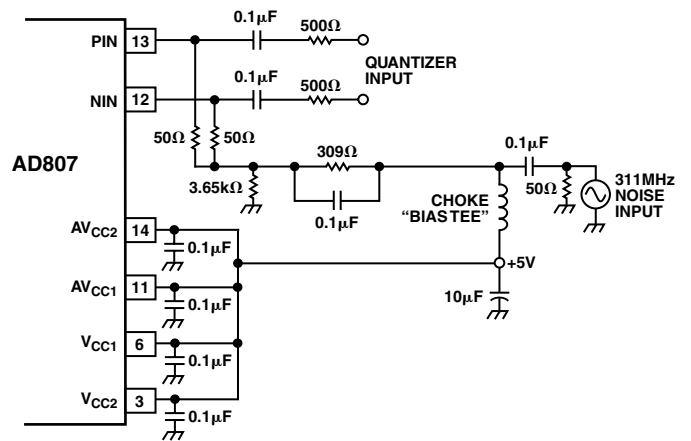 0.1µF
500Ω
PIN 13
QUANTIZER
INPUT
0.1µF
500Ω
NIN 12
50Ω
50Ω
AD807
309Ω
0.1µF
3.65kΩ
0.1µF
CHOKE
"BIAS TEE"
50Ω
311MHz
NOISE
INPUT
AVCC2 14
0.1µF
+5V
AVCC1 11
0.1µF
10µF
VCC1 6
0.1µF
VCC2 3
0.1µF